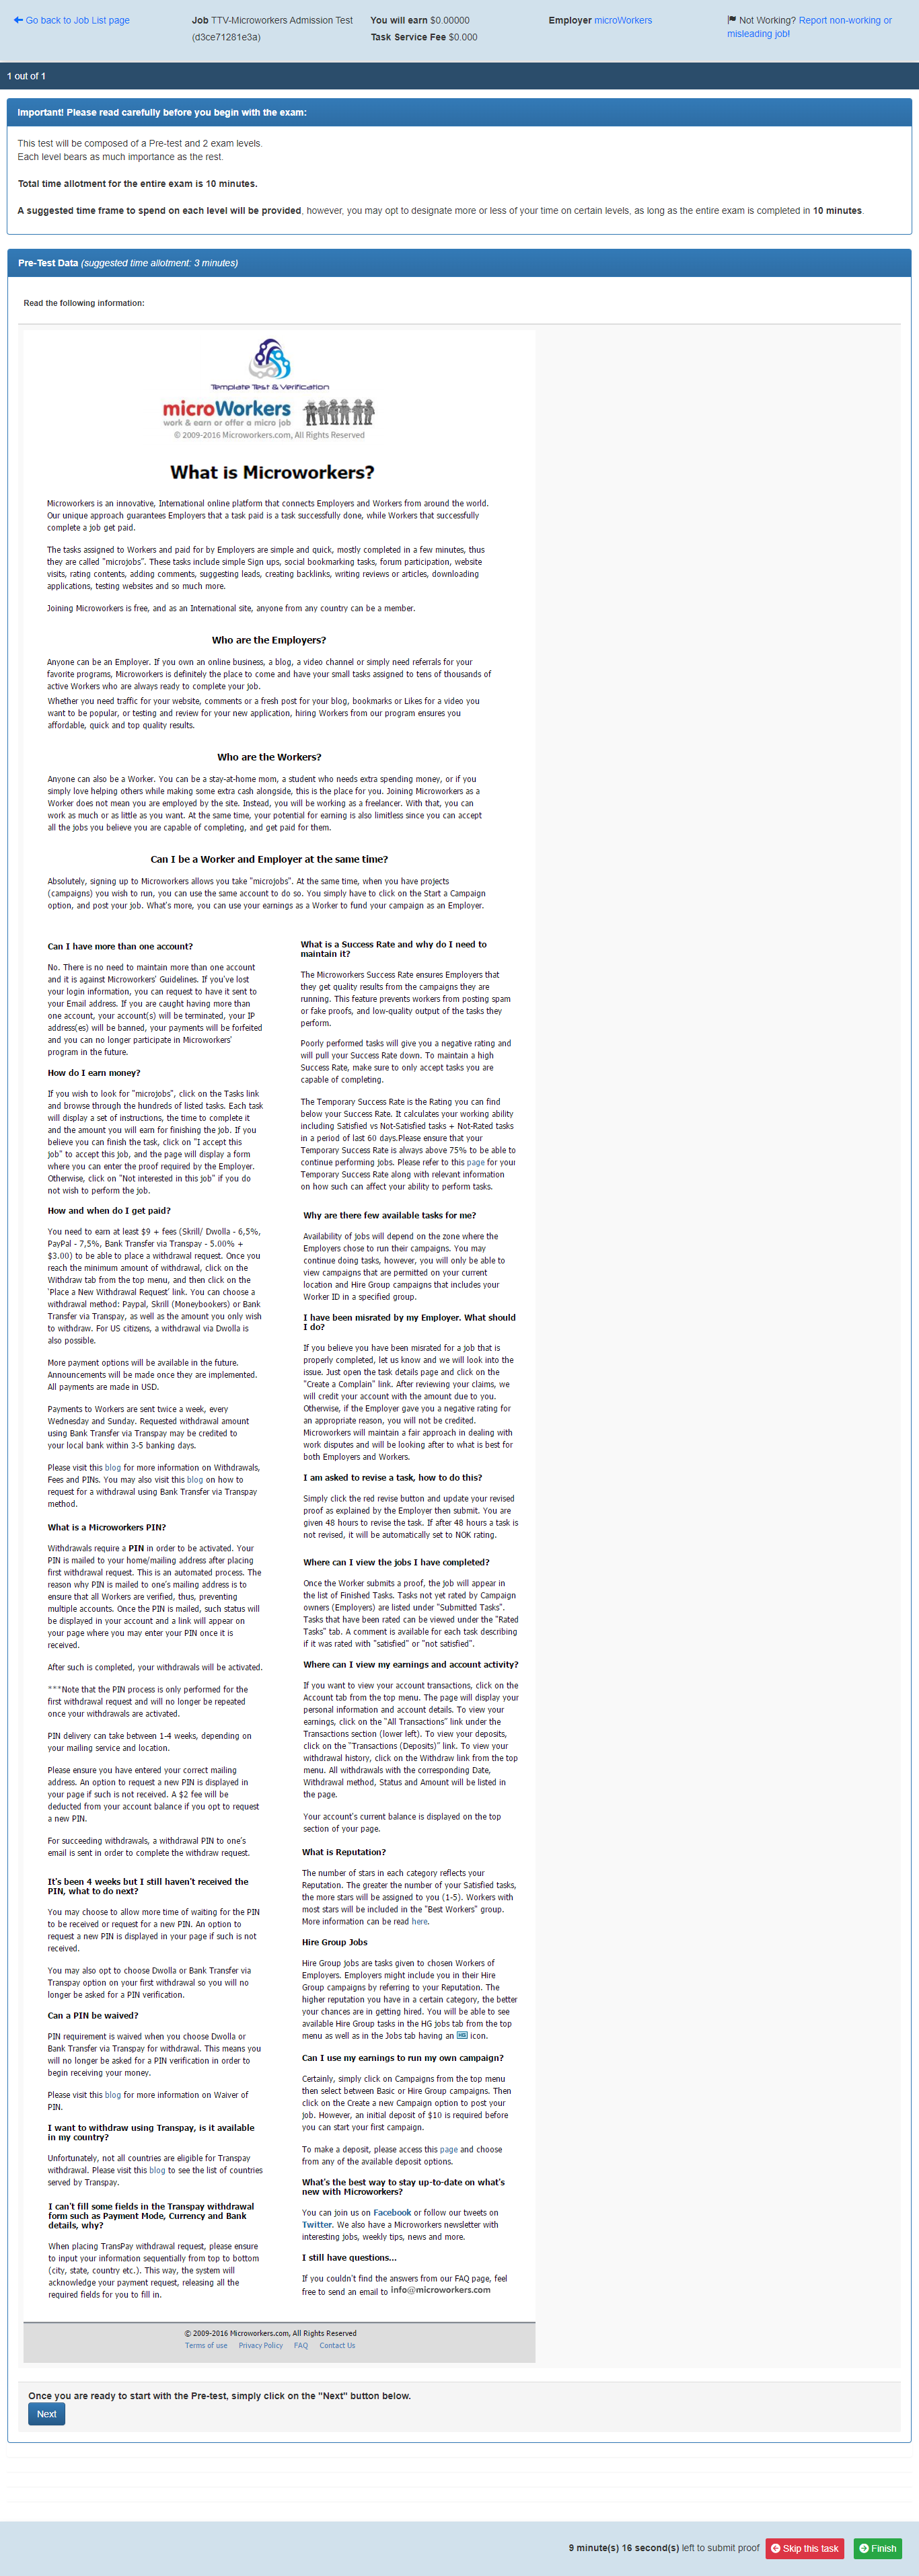 Go back to Job List page
Job TTV-Microworkers Admission Test
(d3ce71281e3a)
You will earn $0.00000
Task Service Fee $0.000
Employer microWorkers
Not Working? Report non-working or
misleading job!
1 out of 1
Important! Please read carefully before you begin with the exam:
This test will be composed of a Pre-test and 2 exam levels.
Each level bears as much importance as the rest.
Total time allotment for the entire exam is 10 minutes.
A suggested time frame to spend on each level will be provided, however, you may opt to designate more or less of your time on certain levels, as long as the entire exam is completed in 10 minutes.
Pre-Test Data (suggested time allotment: 3 minutes)
Read the following information:
Template Test & Verification
microWorkers
work & earn or offer a micro job
© 2009-2016 Microworkers.com, All Rights Reserved
What is Microworkers?
Microworkers is an innovative, International online platform that connects Employers and Workers from around the world.
Our unique approach guarantees Employers that a task paid is a task successfully done, while Workers that successfully
complete a job get paid.
The tasks assigned to Workers and paid for by Employers are simple and quick, mostly completed in a few minutes, thus
they are called "microjobs". These tasks include simple Sign ups, social bookmarking tasks, forum participation, website
visits, rating contents, adding comments, suggesting leads, creating backlinks, writing reviews or articles, downloading
applications, testing websites and so much more.
Joining Microworkers is free, and as an International site, anyone from any country can be a member.
Who are the Employers?
Anyone can be an Employer. If you own an online business, a blog, a video channel or simply need referrals for your
favorite programs, Microworkers is definitely the place to come and have your small tasks assigned to tens of thousands of
active Workers who are always ready to complete your job.
Whether you need traffic for your website, comments or a fresh post for your blog, bookmarks or Likes for a video you
want to be popular, or testing and review for your new application, hiring Workers from our program ensures you
affordable, quick and top quality results.
Who are the Workers?
Anyone can also be a Worker. You can be a stay-at-home mom, a student who needs extra spending money, or if you
simply love helping others while making some extra cash alongside, this is the place for you. Joining Microworkers as a
Worker does not mean you are employed by the site. Instead, you will be working as a freelancer. With that, you can
work as much or as little as you want. At the same time, your potential for earning is also limitless since you can accept
all the jobs you believe you are capable of completing, and get paid for them.
Can I be a Worker and Employer at the same time?
Absolutely, signing up to Microworkers allows you take "microjobs". At the same time, when you have projects
(campaigns) you wish to run, you can use the same account to do so. You simply have to click on the Start a Campaign
option, and post your job. What's more, you can use your earnings as a Worker to fund your campaign as an Employer.
Can I have more than one account?
No. There is no need to maintain more than one account
and it is against Microworkers' Guidelines. If you've lost
your login information, you can request to have it sent to
your Email address. If you are caught having more than
one account, your account(s) will be terminated, your IP
address(es) will be banned, your payments will be forfeited
and you can no longer participate in Microworkers'
program in the future.
How do I earn money?
If you wish to look for "microjobs", click on the Tasks link
and browse through the hundreds of listed tasks. Each task
will display a set of instructions, the time to complete it
and the amount you will earn for finishing the job. If you
believe you can finish the task, click on "I accept this
job" to accept this job, and the page will display a form
where you can enter the proof required by the Employer.
Otherwise, click on "Not interested in this job" if you do
not wish to perform the job.
How and when do I get paid?
You need to earn at least $9 + fees (Skrill/ Dwolla - 6,5%,
PayPal - 7,5%, Bank Transfer via Transpay - 5.00% +
$3.00) to be able to place a withdrawal request. Once you
reach the minimum amount of withdrawal, click on the
Withdraw tab from the top menu, and then click on the
'Place a New Withdrawal Request' link. You can choose a
withdrawal method: Paypal, Skrill (Moneybookers) or Bank
Transfer via Transpay, as well as the amount you only wish
to withdraw. For US citizens, a withdrawal via Dwolla is
also possible.
More payment options will be available in the future.
Announcements will be made once they are implemented.
All payments are made in USD.
Payments to Workers are sent twice a week, every
Wednesday and Sunday. Requested withdrawal amount
using Bank Transfer via Transpay may be credited to
your local bank within 3-5 banking days.
Please visit this blog for more information on Withdrawals,
Fees and PINs. You may also visit this blog on how to
request for a withdrawal using Bank Transfer via Transpay
method.
What is a Microworkers PIN?
Withdrawals require a PIN in order to be activated. Your
PIN is mailed to your home/mailing address after placing
first withdrawal request. This is an automated process. The
reason why PIN is mailed to one's mailing address is to
ensure that all Workers are verified, thus, preventing
multiple accounts. Once the PIN is mailed, such status will
be displayed in your account and a link will appear on
your page where you may enter your PIN once it is
received.
After such is completed, your withdrawals will be activated.
***Note that the PIN process is only performed for the
first withdrawal request and will no longer be repeated
once your withdrawals are activated.
PIN delivery can take between 1-4 weeks, depending on
your mailing service and location.
Please ensure you have entered your correct mailing
address. An option to request a new PIN is displayed in
your page if such is not received. A $2 fee will be
deducted from your account balance if you opt to request
a new PIN.
For succeeding withdrawals, a withdrawal PIN to one's
email is sent in order to complete the withdraw request.
It's been 4 weeks but I still haven't received the
PIN, what to do next?
You may choose to allow more time of waiting for the PIN
to be received or request for a new PIN. An option to
request a new PIN is displayed in your page if such is not
received.
You may also opt to choose Dwolla or Bank Transfer via
Transpay option on your first withdrawal so you will no
longer be asked for a PIN verification.
Can a PIN be waived?
PIN requirement is waived when you choose Dwolla or
Bank Transfer via Transpay for withdrawal. This means you
will no longer be asked for a PIN verification in order to
begin receiving your money.
Please visit this blog for more information on Waiver of
PIN.
I want to withdraw using Transpay, is it available
in my country?
Unfortunately, not all countries are eligible for Transpay
withdrawal. Please visit this blog to see the list of countries
served by Transpay.
I can't fill some fields in the Transpay withdrawal
form such as Payment Mode, Currency and Bank
details, why?
When placing TransPay withdrawal request, please ensure
to input your information sequentially from top to bottom
(city, state, country etc.). This way, the system will
acknowledge your payment request, releasing all the
required fields for you to fill in.
What is a Success Rate and why do I need to
maintain it?
The Microworkers Success Rate ensures Employers that
they get quality results from the campaigns they are
running. This feature prevents workers from posting spam
or fake proofs, and low-quality output of the tasks they
perform.
Poorly performed tasks will give you a negative rating and
will pull your Success Rate down. To maintain a high
Success Rate, make sure to only accept tasks you are
capable of completing.
The Temporary Success Rate is the Rating you can find
below your Success Rate. It calculates your working ability
including Satisfied vs Not-Satisfied tasks + Not-Rated tasks
in a period of last 60 days.Please ensure that your
Temporary Success Rate is always above 75% to be able to
continue performing jobs. Please refer to this page for your
Temporary Success Rate along with relevant information
on how such can affect your ability to perform tasks.
Why are there few available tasks for me?
Availability of jobs will depend on the zone where the
Employers chose to run their campaigns. You may
continue doing tasks, however, you will only be able to
view campaigns that are permitted on your current
location and Hire Group campaigns that includes your
Worker ID in a specified group.
I have been misrated by my Employer. What should
I do?
If you believe you have been misrated for a job that is
properly completed, let us know and we will look into the
issue. Just open the task details page and click on the
"Create a Complain" link. After reviewing your claims, we
will credit your account with the amount due to you.
Otherwise, if the Employer gave you a negative rating for
an appropriate reason, you will not be credited.
Microworkers will maintain a fair approach in dealing with
work disputes and will be looking after to what is best for
both Employers and Workers.
I am asked to revise a task, how to do this?
Simply click the red revise button and update your revised
proof as explained by the Employer then submit. You are
given 48 hours to revise the task. If after 48 hours a task is
not revised, it will be automatically set to NOK rating.
Where can I view the jobs I have completed?
Once the Worker submits a proof, the job will appear in
the list of Finished Tasks. Tasks not yet rated by Campaign
owners (Employers) are listed under "Submitted Tasks".
Tasks that have been rated can be viewed under the "Rated
Tasks" tab. A comment is available for each task describing
if it was rated with "satisfied" or "not satisfied".
Where can I view my earnings and account activity?
If you want to view your account transactions, click on the
Account tab from the top menu. The page will display your
personal information and account details. To view your
earnings, click on the "All Transactions" link under the
Transactions section (lower left). To view your deposits,
click on the "Transactions (Deposits)" link. To view your
withdrawal history, click on the Withdraw link from the top
menu. All withdrawals with the corresponding Date,
Withdrawal method, Status and Amount will be listed in
the page.
Your account's current balance is displayed on the top
section of your page.
What is Reputation?
The number of stars in each category reflects your
Reputation. The greater the number of your Satisfied tasks,
the more stars will be assigned to you (1-5). Workers with
most stars will be included in the "Best Workers" group.
More information can be read here.
Hire Group Jobs
Hire Group jobs are tasks given to chosen Workers of
Employers. Employers might include you in their Hire
Group campaigns by referring to your Reputation. The
higher reputation you have in a certain category, the better
your chances are in getting hired. You will be able to see
available Hire Group tasks in the HG jobs tab from the top
menu as well as in the Jobs tab having an HG icon.
Can I use my earnings to run my own campaign?
Certainly, simply click on Campaigns from the top menu
then select between Basic or Hire Group campaigns. Then
click on the Create a new Campaign option to post your
job. However, an initial deposit of $10 is required before
you can start your first campaign.
To make a deposit, please access this page and choose
from any of the available deposit options.
What's the best way to stay up-to-date on what's
new with Microworkers?
You can join us on Facebook or follow our tweets on
Twitter. We also have a Microworkers newsletter with
interesting jobs, weekly tips, news and more.
I still have questions...
If you couldn't find the answers from our FAQ page, feel
free to send an email to info@microworkers.com
© 2009-2016 Microworkers.com, All Rights Reserved
Terms of use Privacy Policy FAQ Contact Us
Once you are ready to start with the Pre-test, simply click on the "Next" button below.
Next
9 minute(s) 16 second(s) left to submit proof
Skip this task
Finish